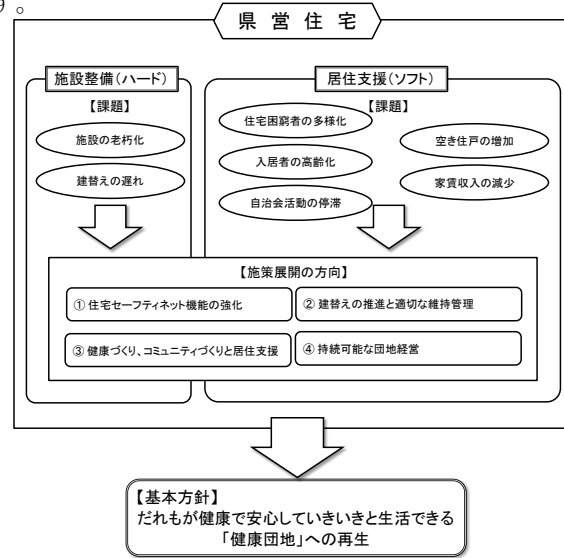 。
県 営 住 宅
施設整備(ハード)
【課題】
施設の老朽化
建替えの遅れ
居住支援(ソフト)
【課題】
住宅困窮者の多様化
入居者の高齢化
自治会活動の停滞
空き住戸の増加
家賃収入の減少
【施策展開の方向】
① 住宅セーフティネット機能の強化
② 建替えの推進と適切な維持管理
③ 健康づくり、コミュニティづくりと居住支援
④ 持続可能な団地経営
【基本方針】
だれもが健康で安心していきいきと生活できる
「健康団地」への再生